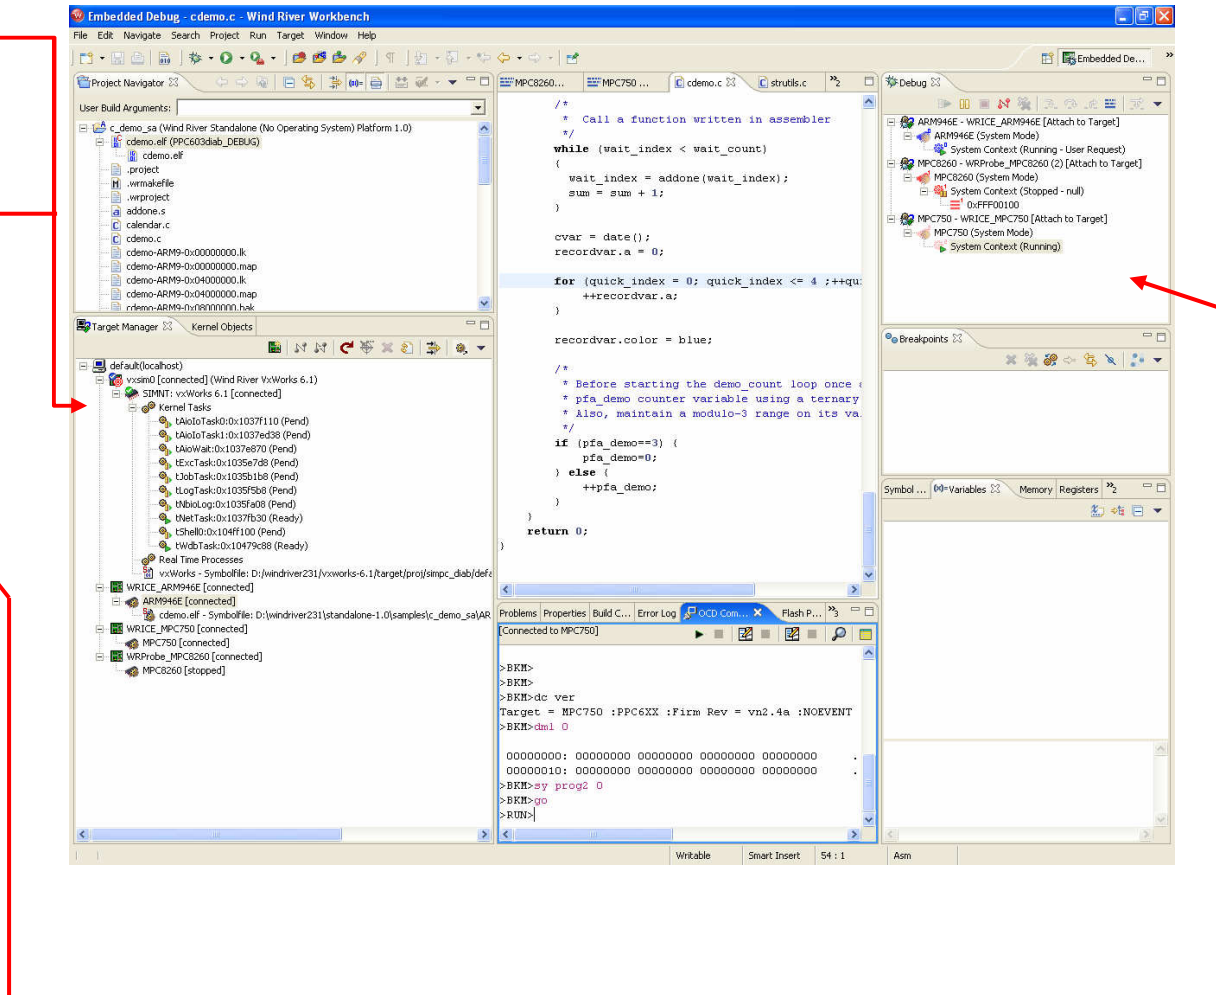 Embedded Debug - cdemo.c - Wind River Workbench
File Edit Navigate Search Project Run Target Window Help
Embedded De...
Project Navigator
User Build Arguments:
c_demo_sa (Wind River Standalone (No Operating System) Platform 1.0)
cdemo.elf (PPC603diab_DEBUG)
cdemo.elf
.project
.wrmakefile
.wrproject
addone.s
calendar.c
cdemo.c
cdemo-ARM9-0x00000000.lk
cdemo-ARM9-0x00000000.map
cdemo-ARM9-0x04000000.lk
cdemo-ARM9-0x04000000.map
cdemo-ARM9-0x08000000.bak
Target Manager Kernel Objects
default(localhost)
vxsim0 [connected] (Wind River VxWorks 6.1)
SIMNT: vxWorks 6.1 [connected]
Kernel Tasks
tAioIoTask0:0x1037f110 (Pend)
tAioIoTask1:0x1037ed38 (Pend)
tAioWait:0x1037e870 (Pend)
tExcTask:0x1035e7d8 (Pend)
tJobTask:0x1035b1b8 (Pend)
tLogTask:0x1035f5b8 (Pend)
tNbioLog:0x1035fa08 (Pend)
tNetTask:0x1037fb30 (Ready)
tShell0:0x104ff100 (Pend)
tWdbTask:0x10479c88 (Ready)
Real Time Processes
vxWorks - Symbolfile: D:/windriver231/vxworks-6.1/target/proj/simpc_diab/defa
WRICE_ARM946E [connected]
ARM946E [connected]
cdemo.elf - Symbolfile: D:\windriver231\standalone-1.0\samples\c_demo_sa\AR
WRICE_MPC750 [connected]
MPC750 [connected]
WRProbe_MPC8260 [connected]
MPC8260 [stopped]
MPC8260... MPC750 ... cdemo.c strutils.c »2
/*
* Call a function written in assembler
*/
while (wait_index < wait_count)
{
wait_index = addone(wait_index);
sum = sum + 1;
}
cvar = date();
recordvar.a = 0;
for (quick_index = 0; quick_index <= 4 ;++qui
++recordvar.a;
}
recordvar.color = blue;
/*
* Before starting the demo_count loop once a
* pfa_demo counter variable using a ternary
* Also, maintain a modulo-3 range on its va
*/
if (pfa_demo==3) {
pfa_demo=0;
} else {
++pfa_demo;
}
}
return 0;
}
Problems Properties Build C... Error Log OCD Com... Flash P... »3
[Connected to MPC750]
>BKM>
>BKM>
>BKM>dc ver
Target = MPC750 :PPC6XX :Firm Rev = vn2.4a :NOEVENT
>BKM>dml 0
00000000: 00000000 00000000 00000000 00000000 .
00000010: 00000000 00000000 00000000 00000000 .
>BKM>sy prog2 0
>BKM>go
>RUN>
Debug
ARM946E - WRICE_ARM946E [Attach to Target]
ARM946E (System Mode)
System Context (Running - User Request)
MPC8260 - WRProbe_MPC8260 (2) [Attach to Target]
MPC8260 (System Mode)
System Context (Stopped - null)
0xFFF00100
MPC750 - WRICE_MPC750 [Attach to Target]
MPC750 (System Mode)
System Context (Running)
Breakpoints
Symbol ... Variables Memory Registers »2
Writable Smart Insert 54 : 1 Asm